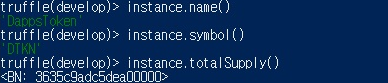 truffle(develop)> instance.name()
'DappsToken'
truffle(develop)> instance.symbol()
'DTKN'
truffle(develop)> instance.totalSupply()
<BN: 3635c9adc5dea00000>